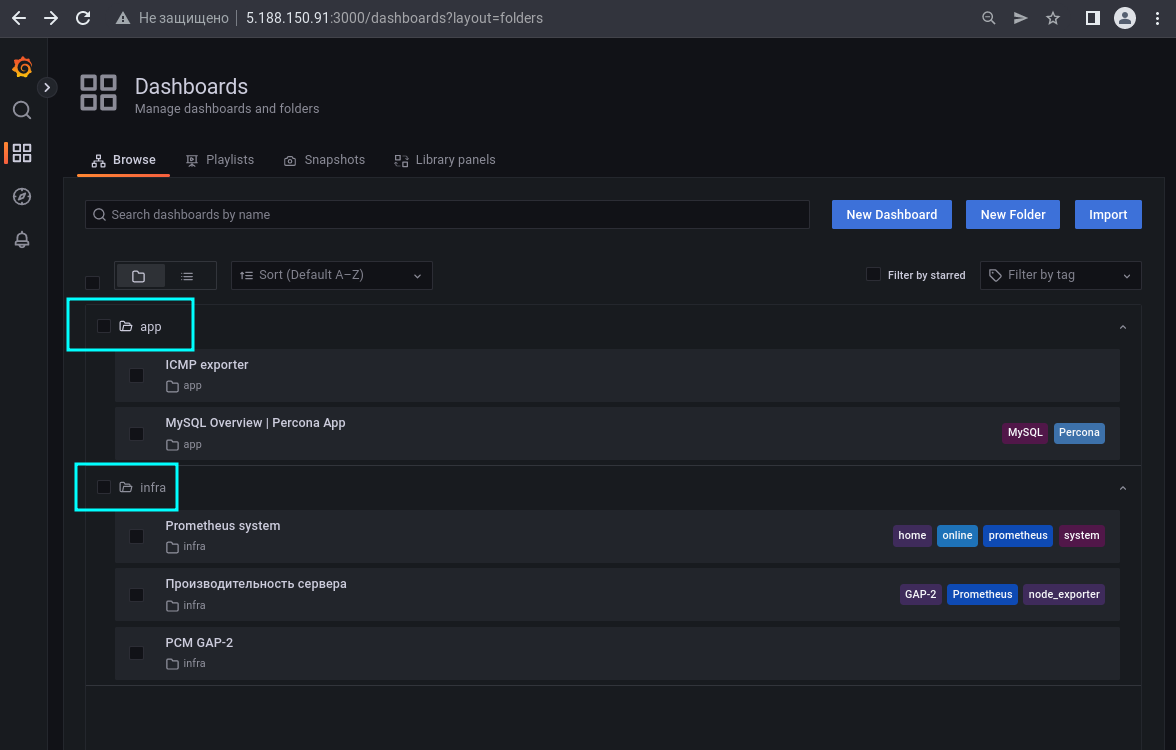 Не защищено 5.188.150.91:3000/dashboards?layout=folders
Dashboards
Manage dashboards and folders
Browse Playlists Snapshots Library panels
Search dashboards by name New Dashboard New Folder Import
Sort (Default A–Z) Filter by starred Filter by tag
app
ICMP exporter
app
MySQL Overview | Percona App
MySQL Percona
app
infra
Prometheus system
home online prometheus system
infra
Производительность сервера
GAP-2 Prometheus node_exporter
infra
PCM GAP-2
infra